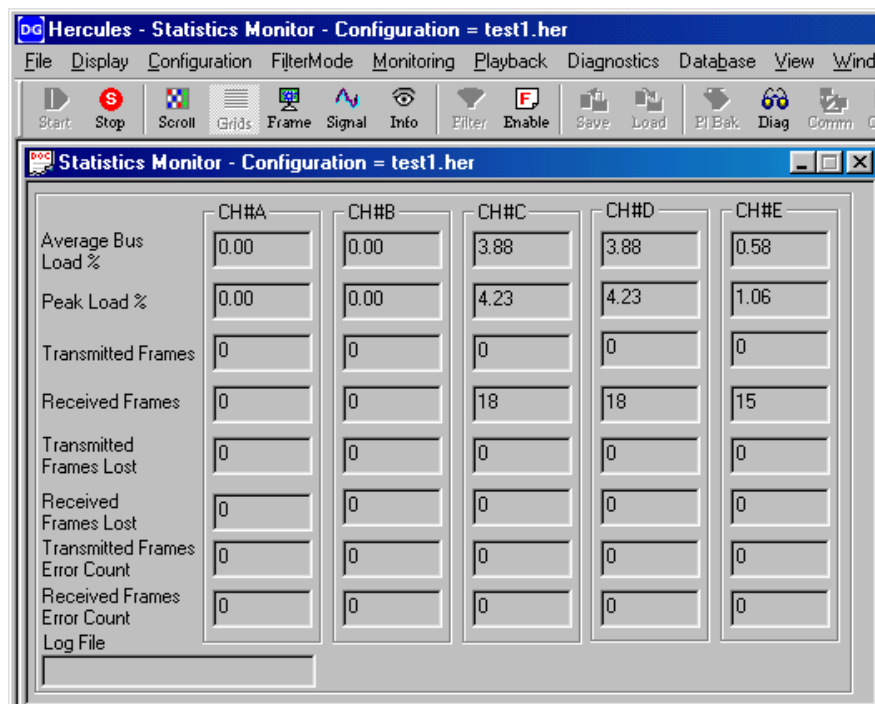 DG Hercules - Statistics Monitor - Configuration = test1.her
File Display Configuration FilterMode Monitoring Playback Diagnostics Database View Wind
Start Stop Scroll Grids Frame Signal Info Filter Enable Save Load Pl Bak. Diag Comm C
DOC Statistics Monitor - Configuration = test1.her
CH#A CH#B CH#C CH#D CH#E
Average Bus
Load % 0.00 0.00 3.88 3.88 0.58
Peak Load % 0.00 0.00 4.23 4.23 1.06
Transmitted Frames 0 0 0 0 0
Received Frames 0 0 18 18 15
Transmitted
Frames Lost 0 0 0 0 0
Received
Frames Lost 0 0 0 0 0
Transmitted Frames
Error Count 0 0 0 0 0
Received Frames
Error Count 0 0 0 0 0
Log File